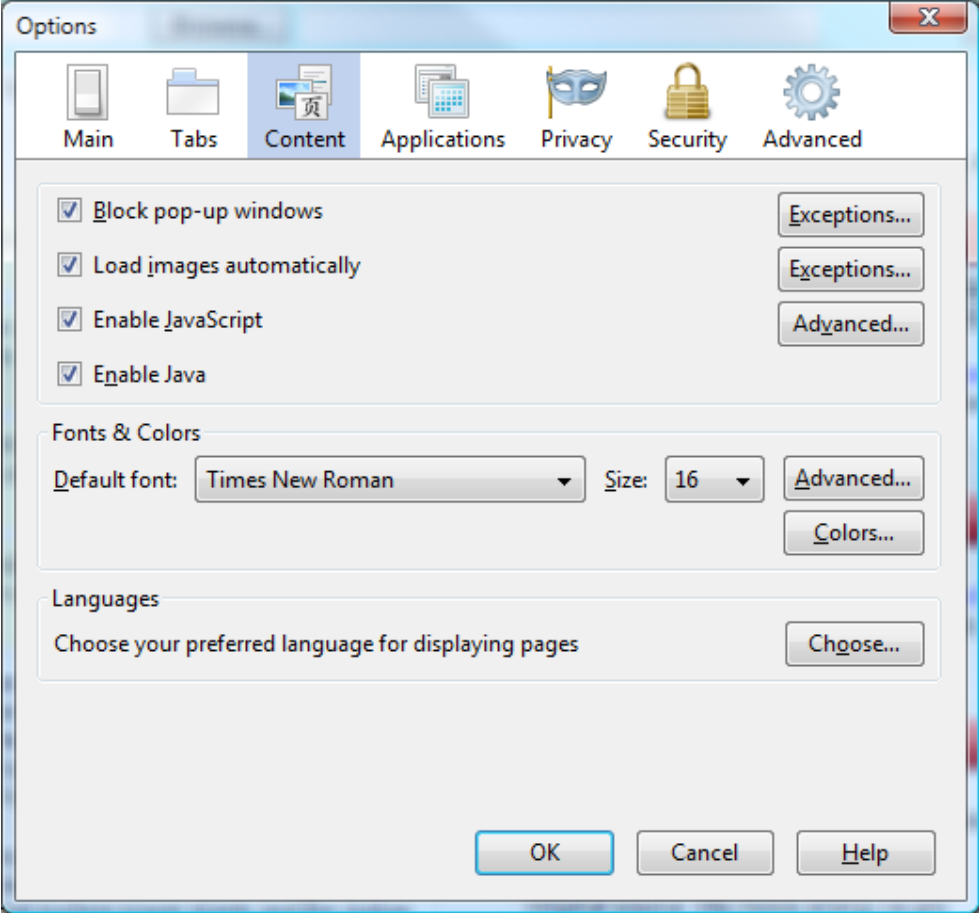 Options
Main Tabs Content Applications Privacy Security Advanced
页
Block pop-up windows Exceptions...
Load images automatically Exceptions...
Enable JavaScript Advanced...
Enable Java
Fonts & Colors
Default font: Times New Roman Size: 16 Advanced...
Colors...
Languages
Choose your preferred language for displaying pages Choose...
OK Cancel Help